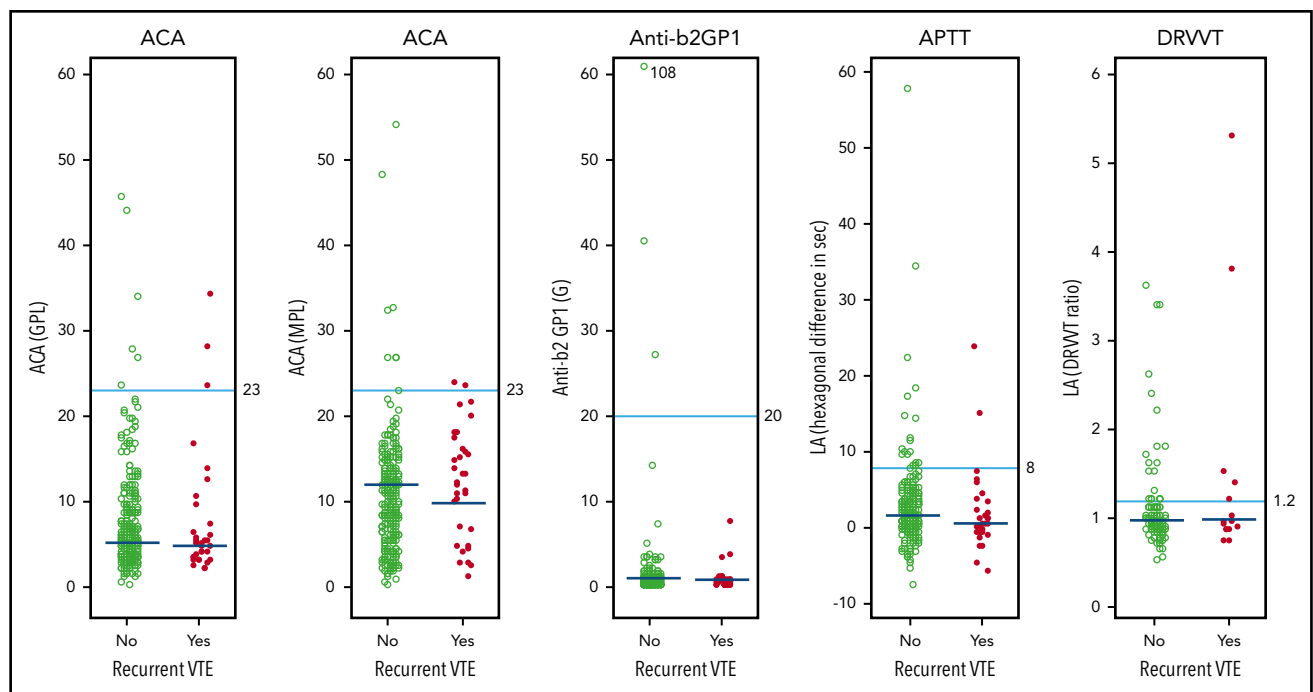 ACA
60
50
40
30
20
10
0
ACA (GPL)
23
No Yes
Recurrent VTE
ACA
60
50
40
30
20
10
0
ACA (MPL)
23
No Yes
Recurrent VTE
Anti-b2GP1
60
50
40
30
20
10
0
Anti-b2 GP1 (G)
108
20
No Yes
Recurrent VTE
APTT
60
50
40
30
20
10
0
-10
LA (hexagonal difference in sec)
8
No Yes
Recurrent VTE
DRVVT
6
5
4
3
2
1
0
LA (DRVVT ratio)
1.2
No Yes
Recurrent VTE